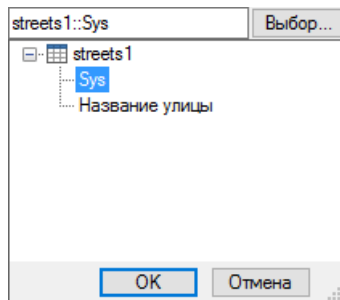 streets1::Sys Выбор...
streets1
Sys
Название улицы
OK Отмена